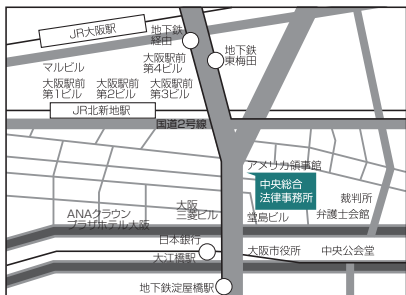 JR大阪駅
地下鉄
経由
地下鉄
東梅田
マルビル
大阪駅前
第4ビル
大阪駅前
第1ビル
大阪駅前
第2ビル
大阪駅前
第3ビル
JR北新地駅
国道2号線
アメリカ領事館
中央総合
法律事務所
裁判所
ANAクラウン
プラザホテル大阪
大阪
三菱ビル
堂島ビル
弁護士会館
日本銀行
大江橋駅
大阪市役所
中央公会堂
地下鉄淀屋橋駅